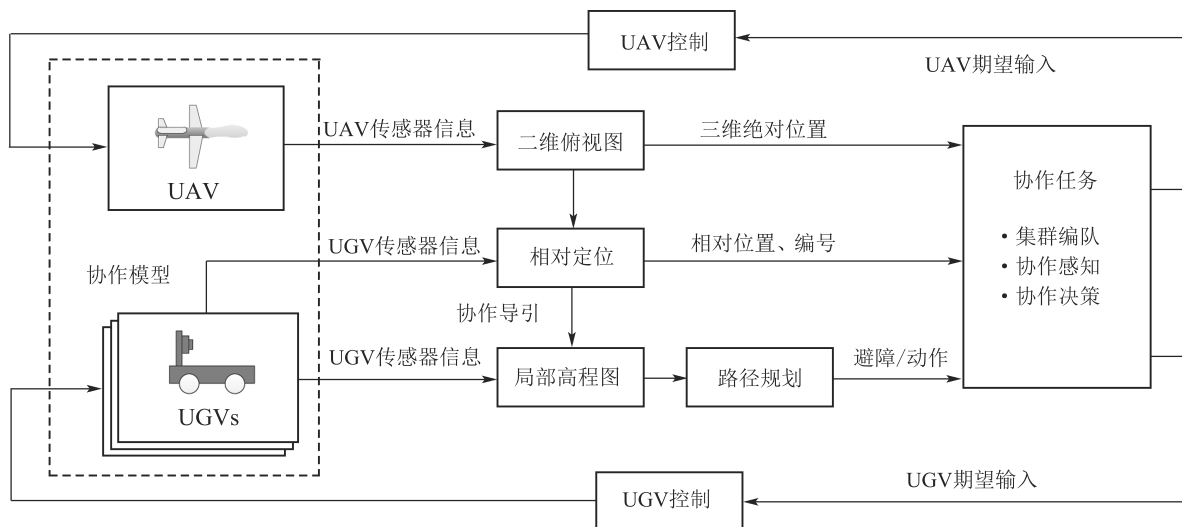 UAV控制
UAV期望输入
UAV传感器信息
二维俯视图
三维绝对位置
UAV
协作任务
UGV传感器信息
相对定位
相对位置、编号
• 集群编队
• 协作感知
• 协作决策
协作模型
协作导引
UGV传感器信息
局部高程图
路径规划
避障/动作
UGVs
UGV控制
UGV期望输入